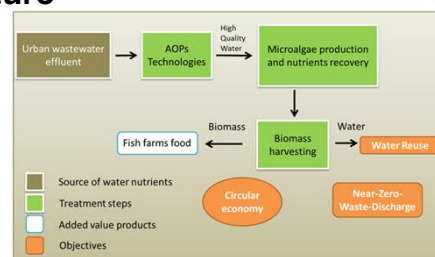 Urban wastewater
effluent
AOPs
Technologies
High
Quality
Water
Microalgae production
and nutrients recovery
Biomass
Water
Fish farms food
Biomass
harvesting
Water Reuse
Source of water nutrients
Treatment steps
Added value products
Objectives
Circular
economy
Near-Zero-
Waste-Discharge